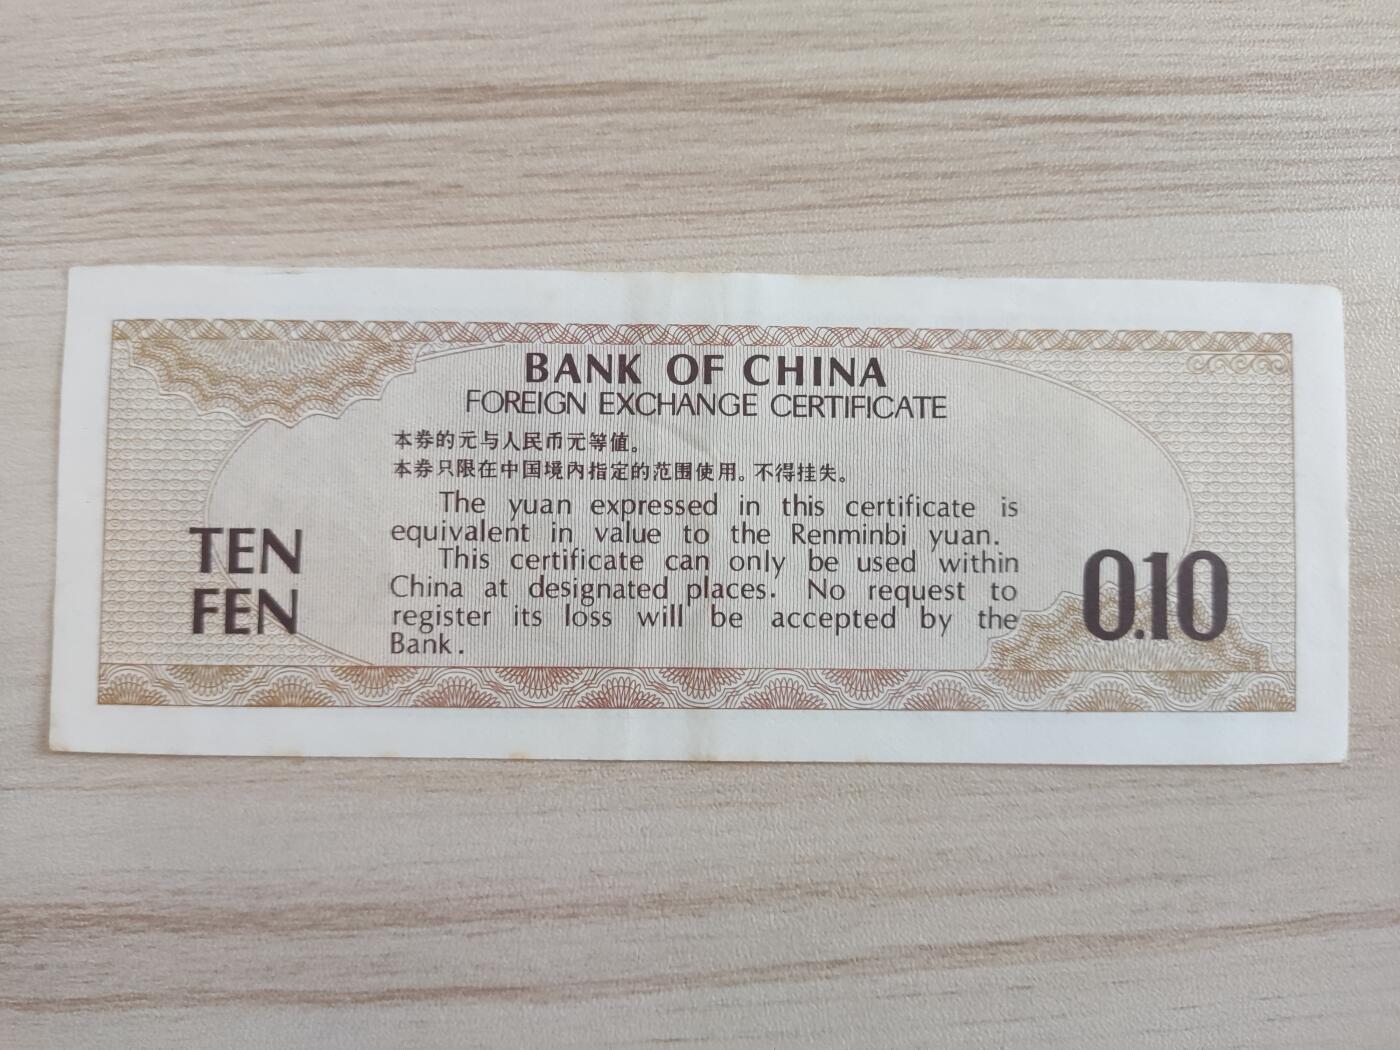 BANK OF CHINA
FOREIGN EXCHANGE CERTIFICATE
本券的元与人民币元等值。
本券只限在中国境内指定的范围使用。不得挂失。
The yuan expressed in this certificate is
equivalent in value to the Renminbi yuan.
This certificate can only be used within
China at designated places. No request to
register its loss will be accepted by the
Bank.
TEN
FEN
0.10